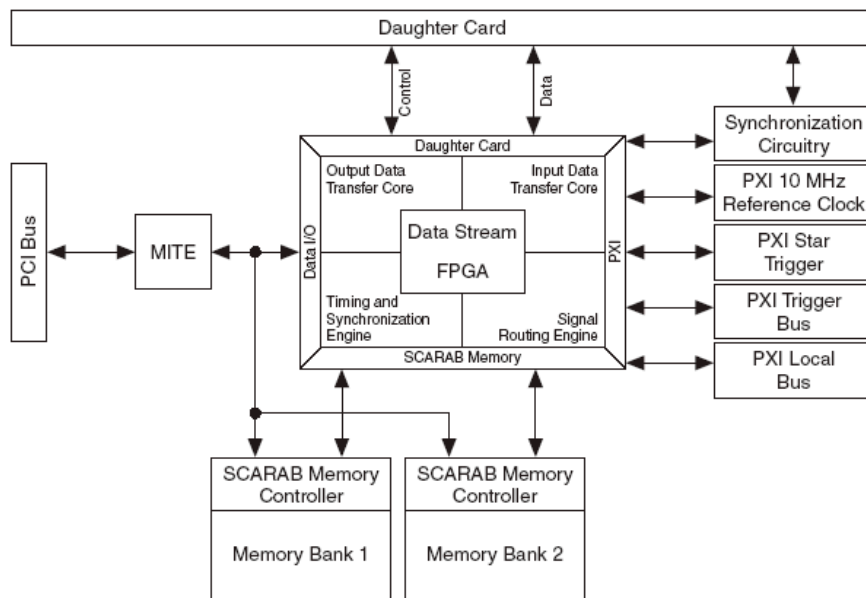 Daughter Card
Control
Data
Synchronization
Circuitry
Daughter Card
Output Data
Transfer Core
Input Data
Transfer Core
PXI 10 MHz
Reference Clock
PCI Bus
MITE
Data I/O
Data Stream
FPGA
PXI
PXI Star
Trigger
Timing and
Synchronization
Engine
Signal
Routing Engine
PXI Trigger
Bus
SCARAB Memory
PXI Local
Bus
SCARAB Memory
Controller
Memory Bank 1
SCARAB Memory
Controller
Memory Bank 2